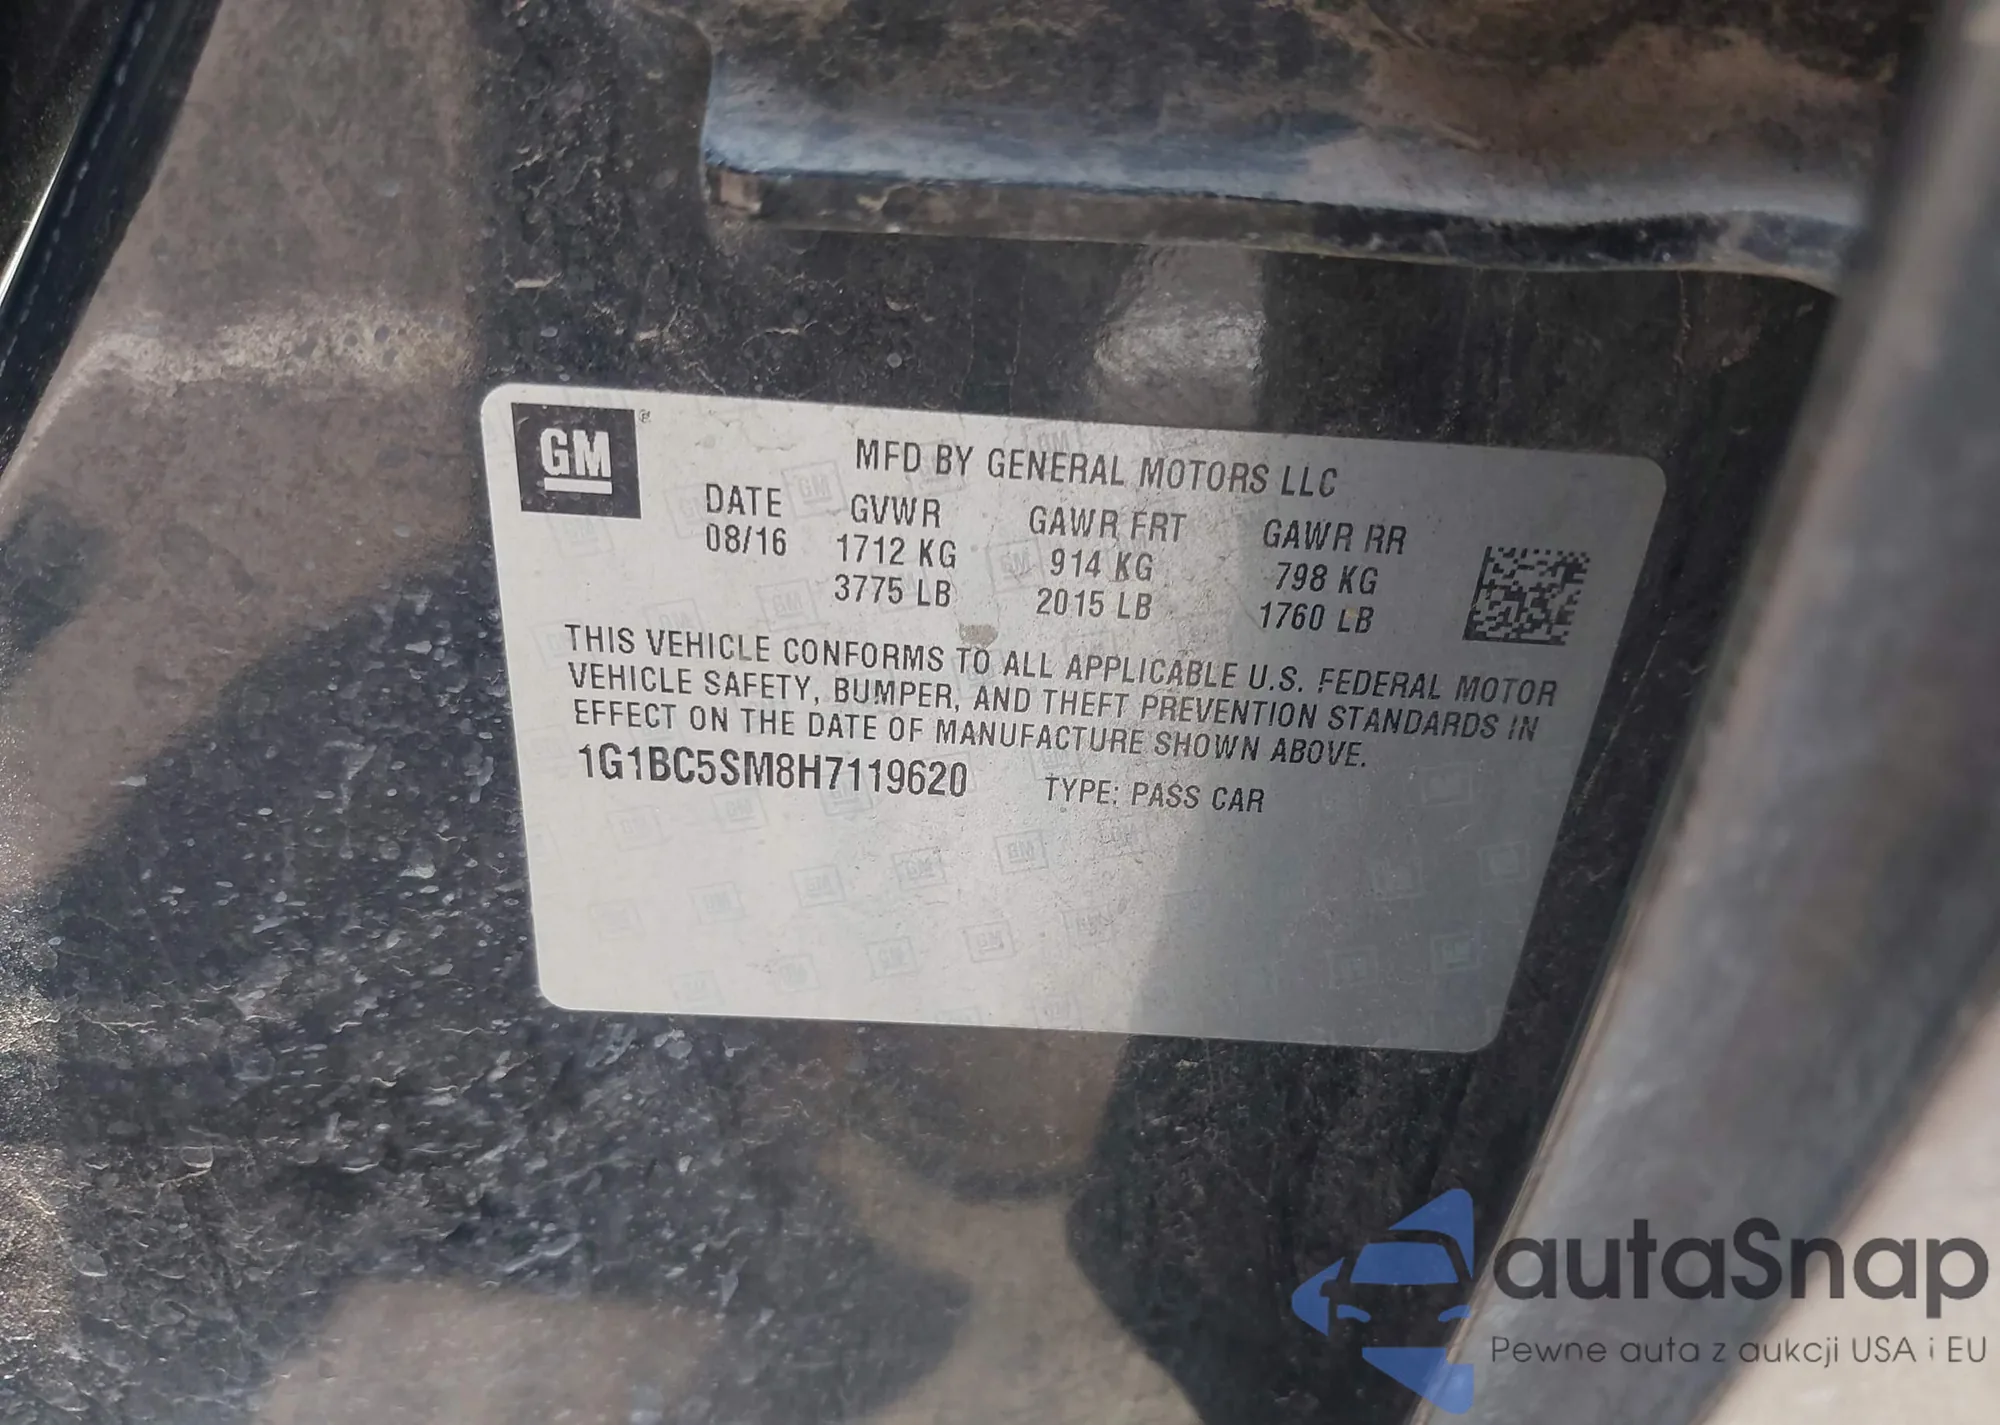 GM ®
MFD BY GENERAL MOTORS LLC
DATE GVWR GAWR FRT GAWR RR
08/16 1712 KG 914 KG 798 KG
3775 LB 2015 LB 1760 LB
THIS VEHICLE CONFORMS TO ALL APPLICABLE U.S. FEDERAL MOTOR
VEHICLE SAFETY, BUMPER, AND THEFT PREVENTION STANDARDS IN
EFFECT ON THE DATE OF MANUFACTURE SHOWN ABOVE.
1G1BC5SM8H7119620 TYPE: PASS CAR
autaSnap
Pewne auta z aukcji USA i EU